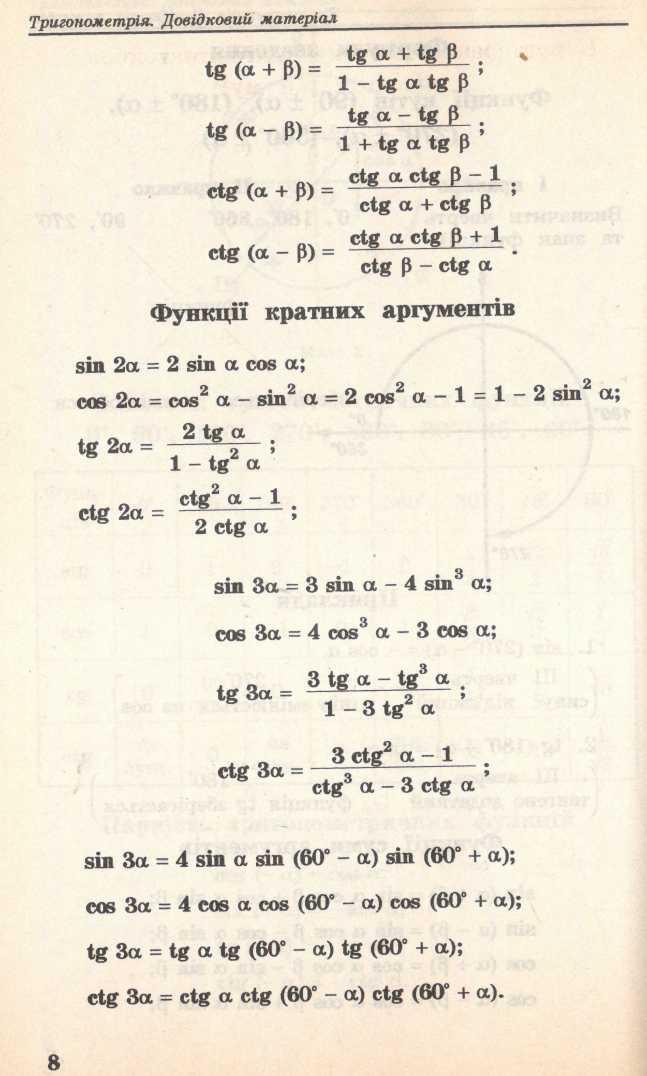 Тригонометрія. Довідковий матеріал
tg (α + β) = (tg α + tg β) / (1 − tg α tg β) ;
tg (α − β) = (tg α − tg β) / (1 + tg α tg β) ;
ctg (α + β) = (ctg α ctg β − 1) / (ctg α + ctg β) ;
ctg (α − β) = (ctg α ctg β + 1) / (ctg β − ctg α) .
Функції кратних аргументів
sin 2α = 2 sin α cos α;
cos 2α = cos² α − sin² α = 2 cos² α − 1 = 1 − 2 sin² α;
tg 2α = (2 tg α) / (1 − tg² α) ;
ctg 2α = (ctg² α − 1) / (2 ctg α) ;
sin 3α = 3 sin α − 4 sin³ α;
cos 3α = 4 cos³ α − 3 cos α;
tg 3α = (3 tg α − tg³ α) / (1 − 3 tg² α) ;
ctg 3α = (3 ctg² α − 1) / (ctg³ α − 3 ctg α) ;
sin 3α = 4 sin α sin (60° − α) sin (60° + α);
cos 3α = 4 cos α cos (60° − α) cos (60° + α);
tg 3α = tg α tg (60° − α) tg (60° + α);
ctg 3α = ctg α ctg (60° − α) ctg (60° + α).
8